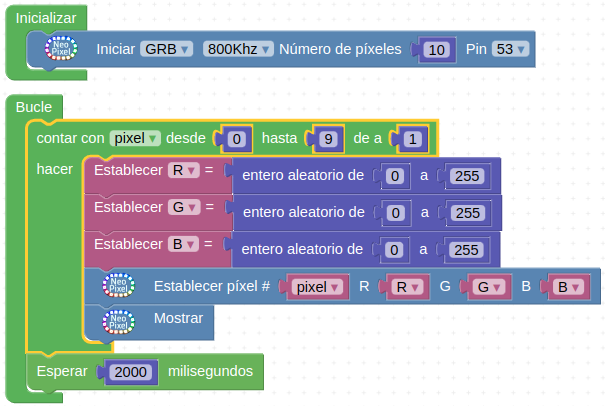 Inicializar
Neo Pixel Iniciar GRB 800Khz Número de píxeles 10 Pin 53
Bucle
contar con pixel desde 0 hasta 9 de a 1
hacer Establecer R = entero aleatorio de 0 a 255
Establecer G = entero aleatorio de 0 a 255
Establecer B = entero aleatorio de 0 a 255
Neo Pixel Establecer píxel # pixel R R G G B B
Neo Pixel Mostrar
Esperar 2000 milisegundos